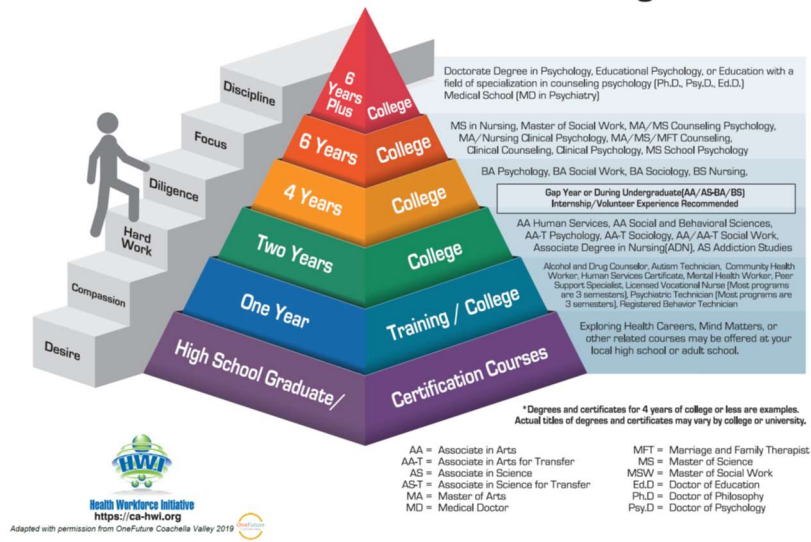 6
Years
Plus
College
6 Years
College
4 Years
College
Two Years
College
One Year
Training / College
High School Graduate/
Certification Courses
Discipline
Focus
Diligence
Hard
Work
Compassion
Desire
Doctorate Degree in Psychology, Educational Psychology, or Education with a
field of specialization in counseling psychology (Ph.D., Psy.D., Ed.D.)
Medical School (MD in Psychiatry)
MS in Nursing, Master of Social Work, MA/MS Counseling Psychology,
MA/Nursing Clinical Psychology, MA/MS/MFT Counseling,
Clinical Counseling, Clinical Psychology, MS School Psychology
BA Psychology, BA Social Work, BA Sociology, BS Nursing,
Gap Year or During Undergraduate(AA/AS-BA/BS)
Internship/Volunteer Experience Recommended
AA Human Services, AA Social and Behavioral Sciences,
AA-T Psychology, AA-T Sociology, AA/AA-T Social Work,
Associate Degree in Nursing(ADN), AS Addiction Studies
Alcohol and Drug Counselor, Autism Technician, Community Health
Worker, Human Services Certificate, Mental Health Worker, Peer
Support Specialist, Licensed Vocational Nurse (Most programs
are 3 semesters), Psychiatric Technician (Most programs are
3 semesters), Registered Behavior Technician
Exploring Health Careers, Mind Matters, or
other related courses may be offered at your
local high school or adult school.
*Degrees and certificates for 4 years of college or less are examples.
Actual titles of degrees and certificates may vary by college or university.
AA = Associate in Arts
AA-T = Associate in Arts for Transfer
AS = Associate in Science
AS-T = Associate in Science for Transfer
MA = Master of Arts
MD = Medical Doctor
MFT = Marriage and Family Therapist
MS = Master of Science
MSW = Master of Social Work
Ed.D = Doctor of Education
Ph.D = Doctor of Philosophy
Psy.D = Doctor of Psychology
HWI
Health Workforce Initiative
https://ca-hwi.org
Adapted with permission from OneFuture Coachella Valley 2019
OneFuture